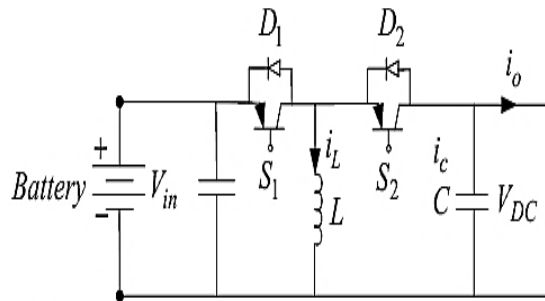 D1 D2
io
+
Battery Vin S1 iL S2 ic
L C VDC
-